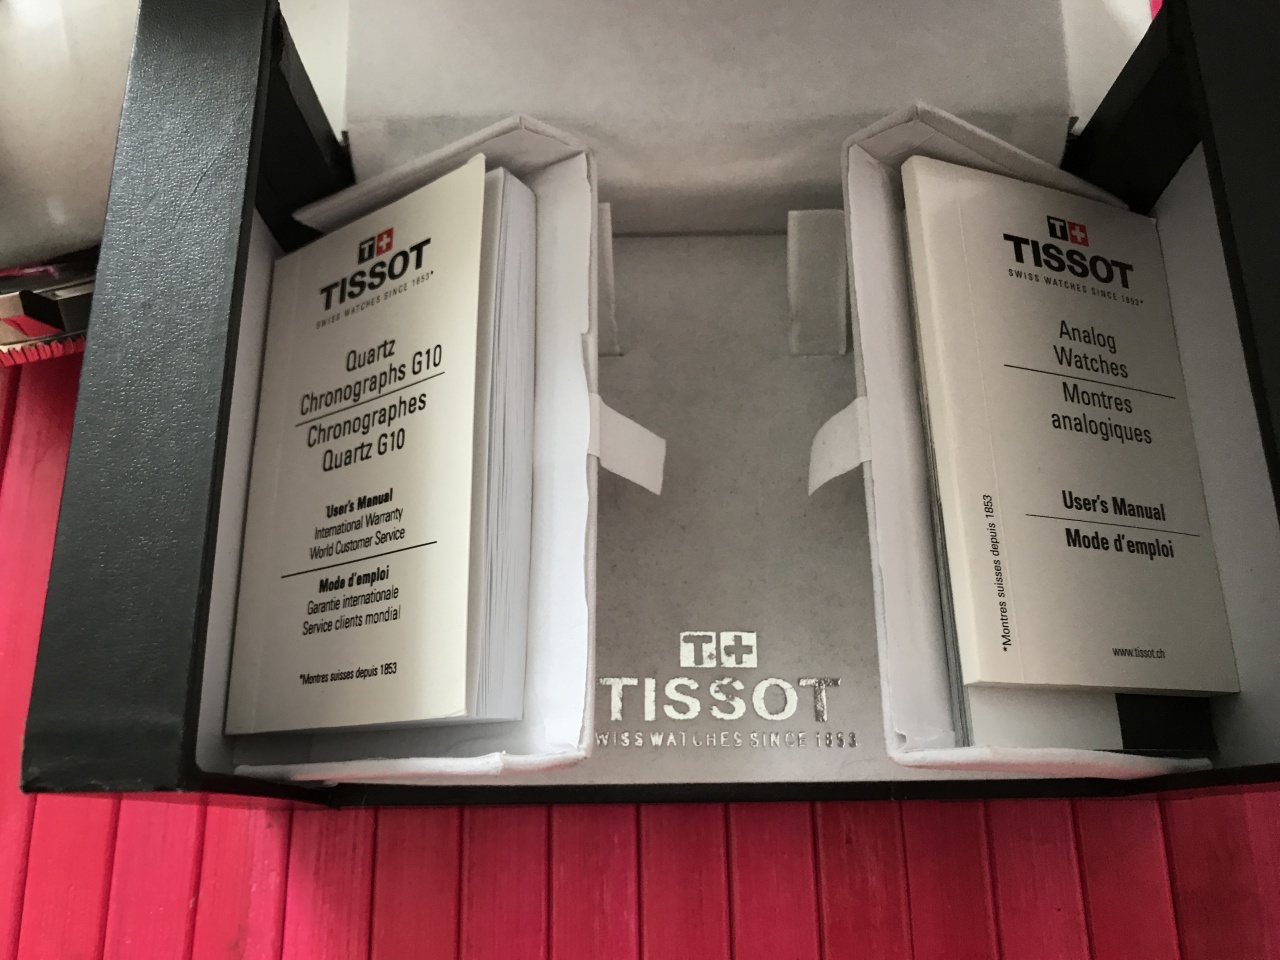 T+
TISSOT
SWISS WATCHES SINCE 1853*
Quartz
Chronographs G10
Chronographes
Quartz G10
User's Manual
International Warranty
World Customer Service
Mode d'emploi
Garantie internationale
Service clients mondial
*Montres suisses depuis 1853
T+
TISSOT
WISS WATCHES SINCE 1853
T+
TISSOT
SWISS WATCHES SINCE 1853*
Analog
Watches
Montres
analogiques
User's Manual
Mode d'emploi
*Montres suisses depuis 1853
www.tissot.ch